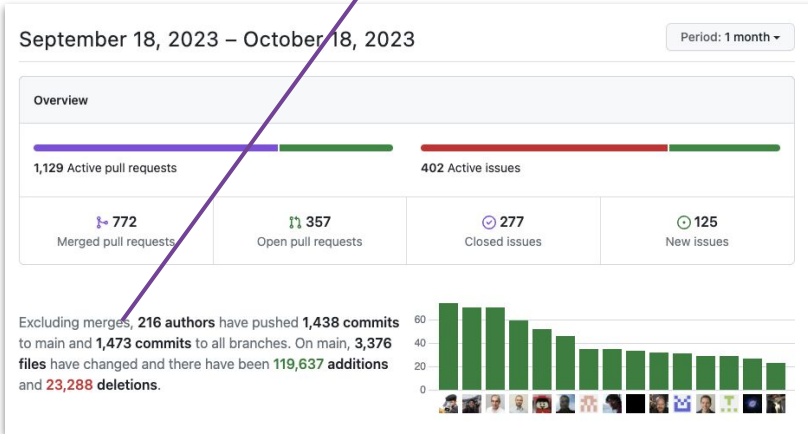 September 18, 2023 – October 18, 2023
Period: 1 month
Overview
1,129 Active pull requests
402 Active issues
772
Merged pull requests
357
Open pull requests
277
Closed issues
125
New issues
Excluding merges, 216 authors have pushed 1,438 commits
to main and 1,473 commits to all branches. On main, 3,376
files have changed and there have been 119,637 additions
and 23,288 deletions.
60
40
20
0